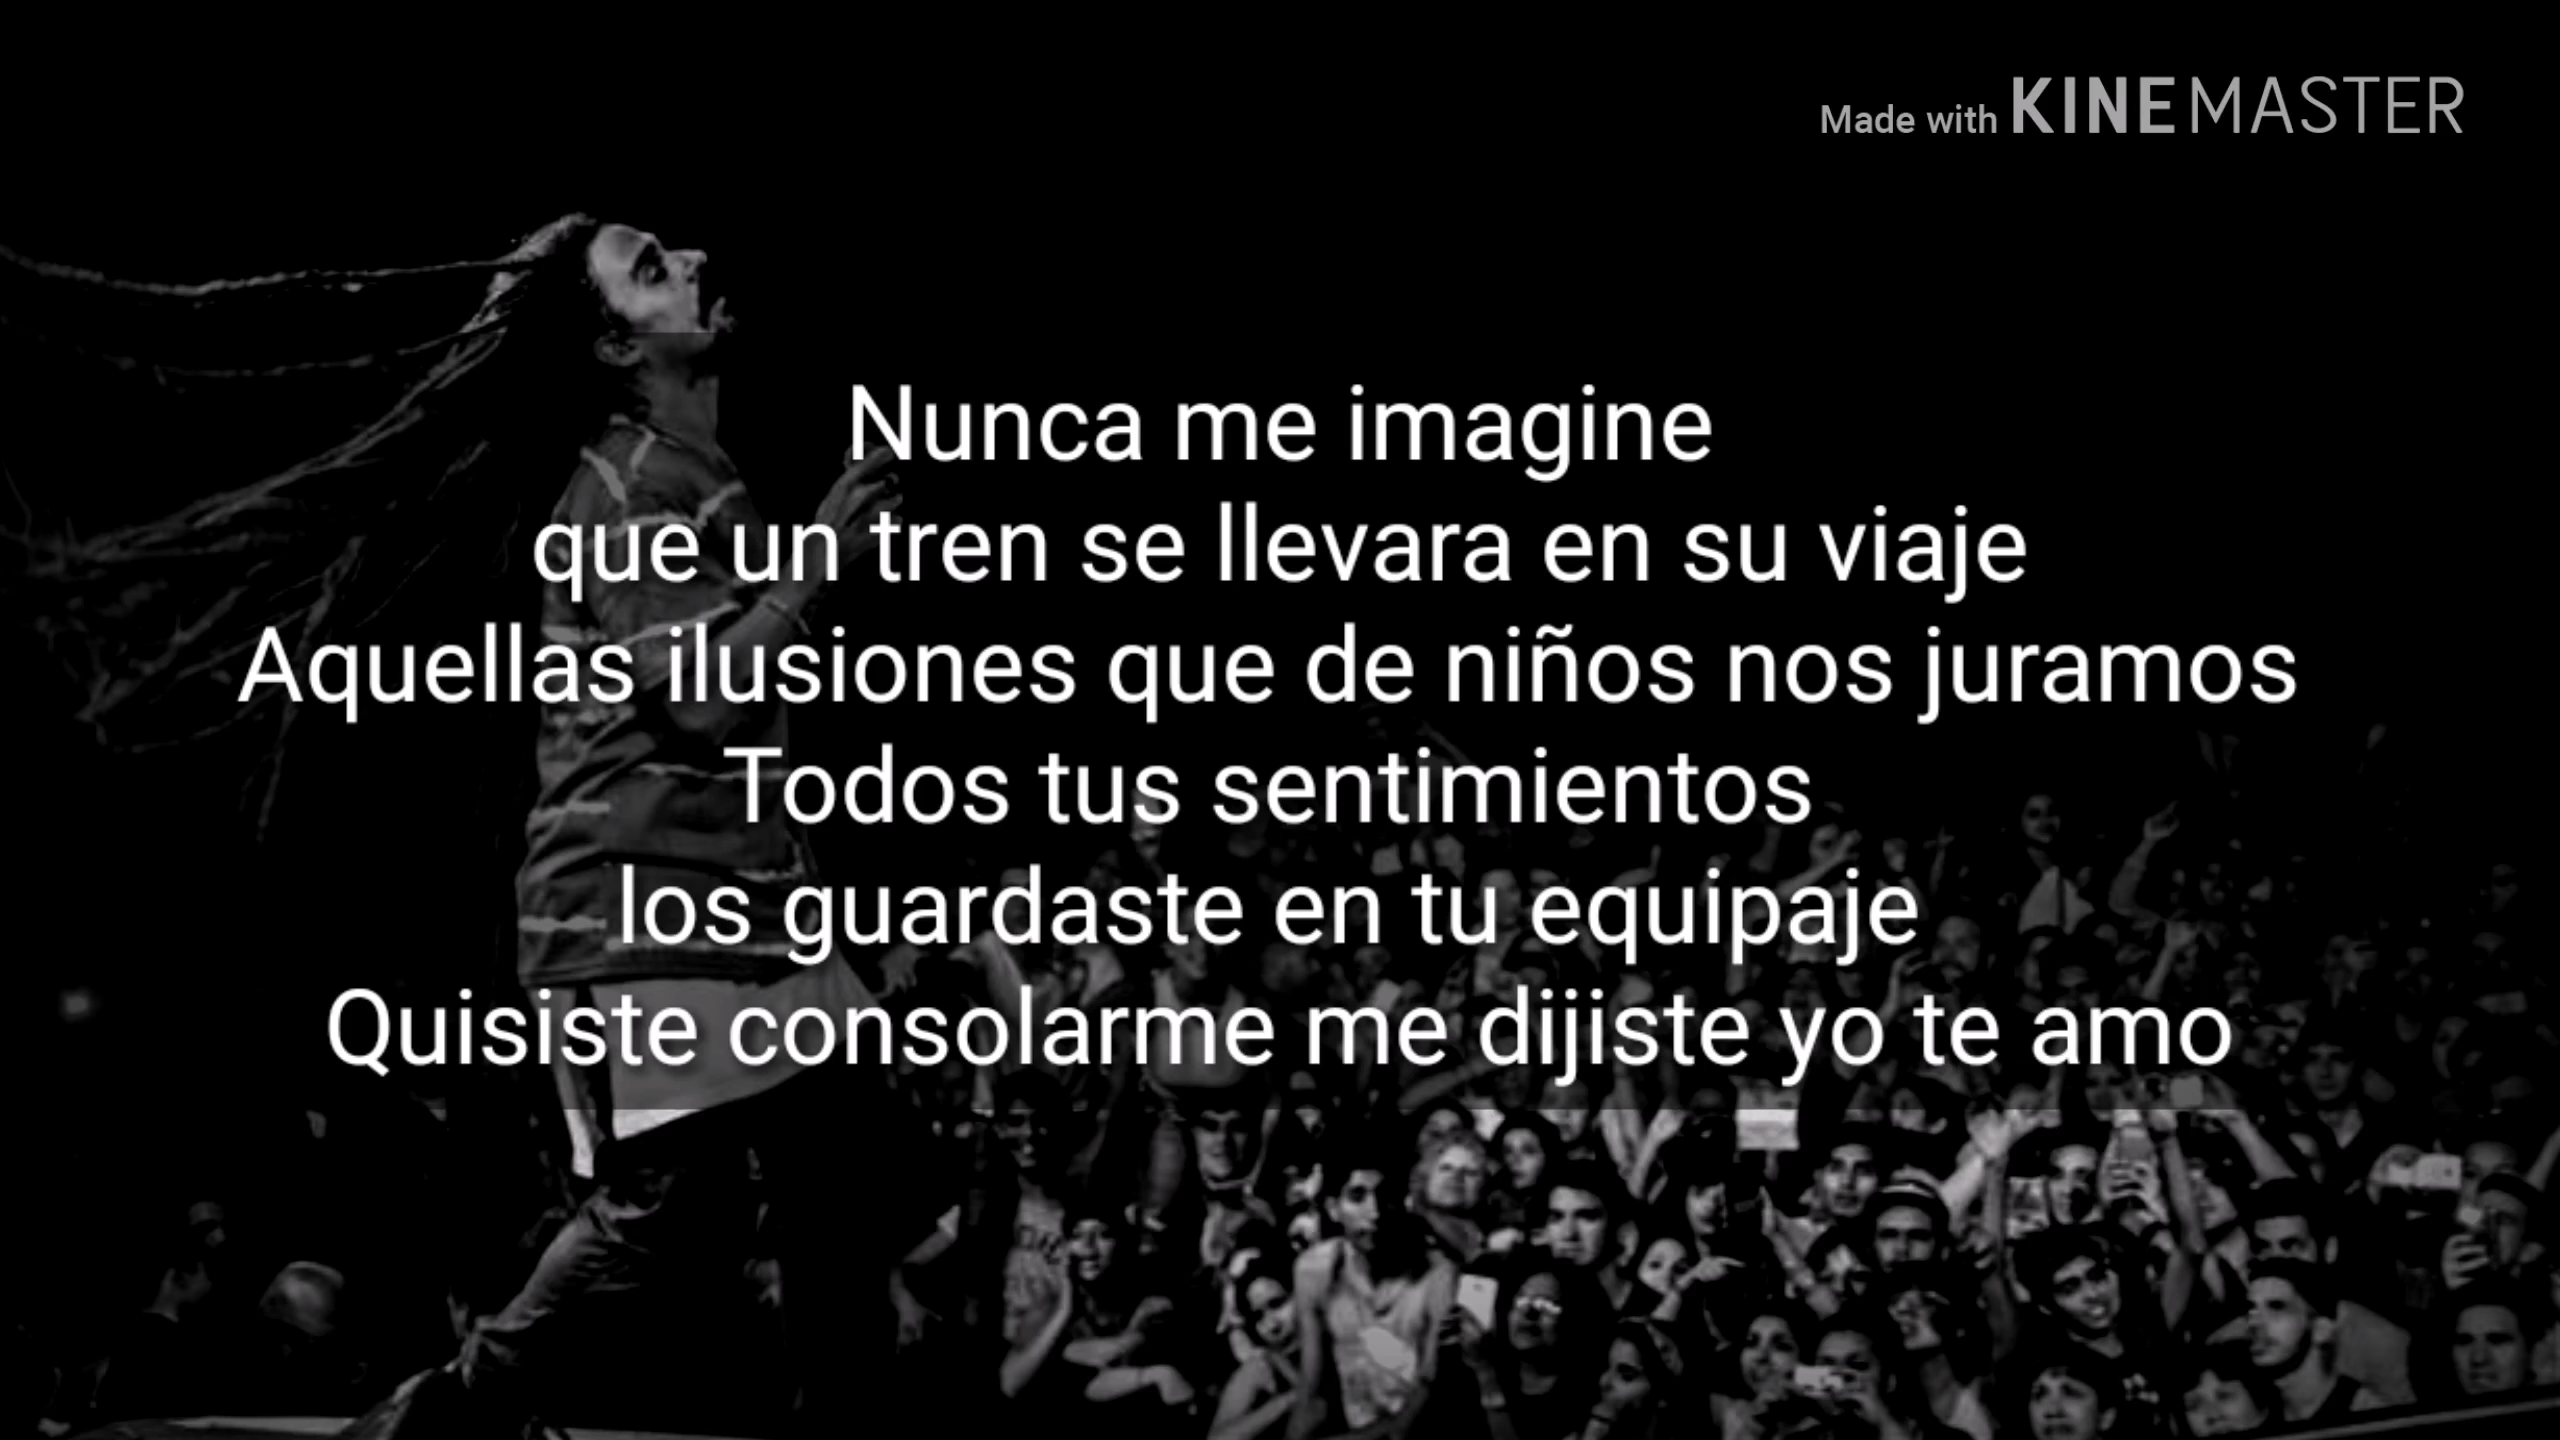 Made with KINEMASTER
Nunca me imagine
que un tren se llevara en su viaje
Aquellas ilusiones que de niños nos juramos
Todos tus sentimientos
los guardaste en tu equipaje
Quisiste consolarme me dijiste yo te amo